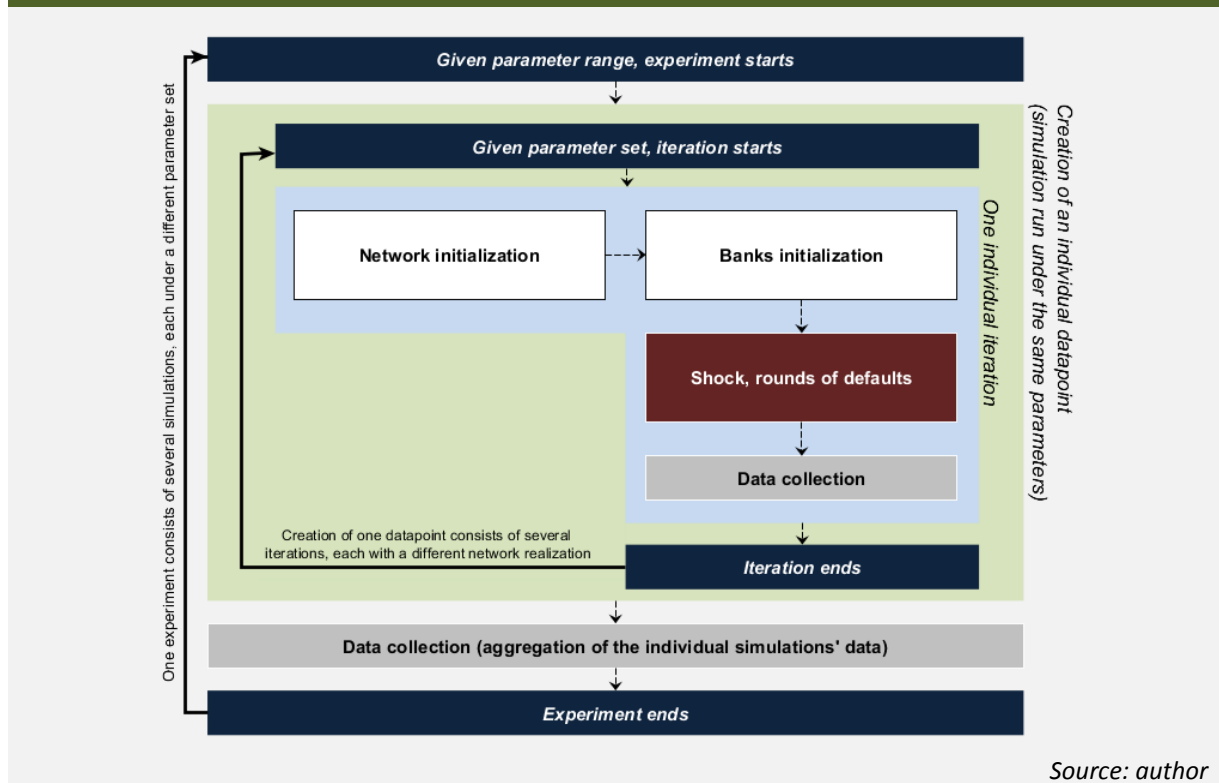 Given parameter range, experiment starts
Given parameter set, iteration starts
Network initialization
Banks initialization
Shock, rounds of defaults
Data collection
Creation of one datapoint consists of several
iterations, each with a different network realization
Iteration ends
Data collection (aggregation of the individual simulations' data)
Experiment ends
One experiment consists of several simulations, each under a different parameter set
One individual iteration
Creation of an individual datapoint
(simulation run under the same parameters)
Source: author